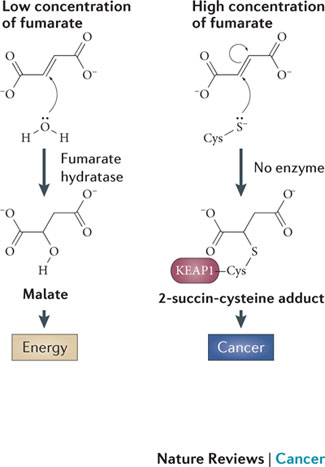 Low concentration
of fumarate
O
O⁻
⁻O
O
O
H H
Fumarate
hydratase
O⁻
⁻O
O
O
O
H
Malate
Energy
High concentration
of fumarate
O
O⁻
⁻O
O
S⁻
Cys
No enzyme
O⁻
⁻O
O
O
S
KEAP1 Cys
2-succin-cysteine adduct
Cancer
Nature Reviews | Cancer